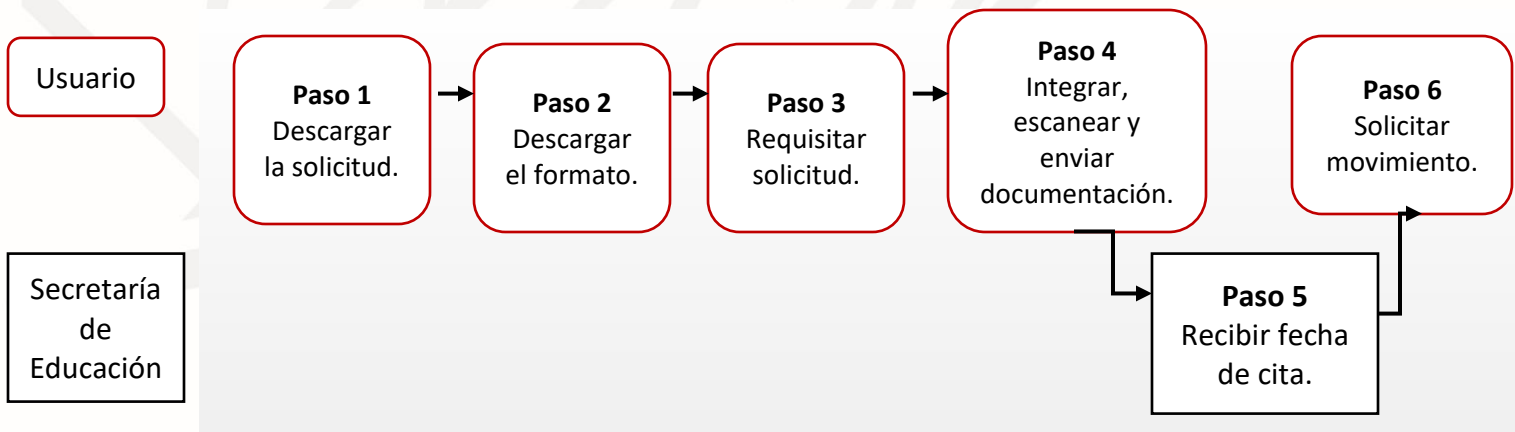 Usuario
Paso 1
Descargar
la solicitud.
Paso 2
Descargar
el formato.
Paso 3
Requisitar
solicitud.
Paso 4
Integrar,
escanear y
enviar
documentación.
Paso 6
Solicitar
movimiento.
Secretaría
de
Educación
Paso 5
Recibir fecha
de cita.